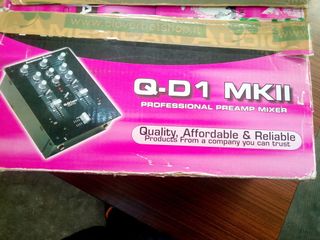 Q-D1 MKII
PROFESSIONAL PREAMP MIXER
Quality, Affordable & Reliable
Products From a company you can trust